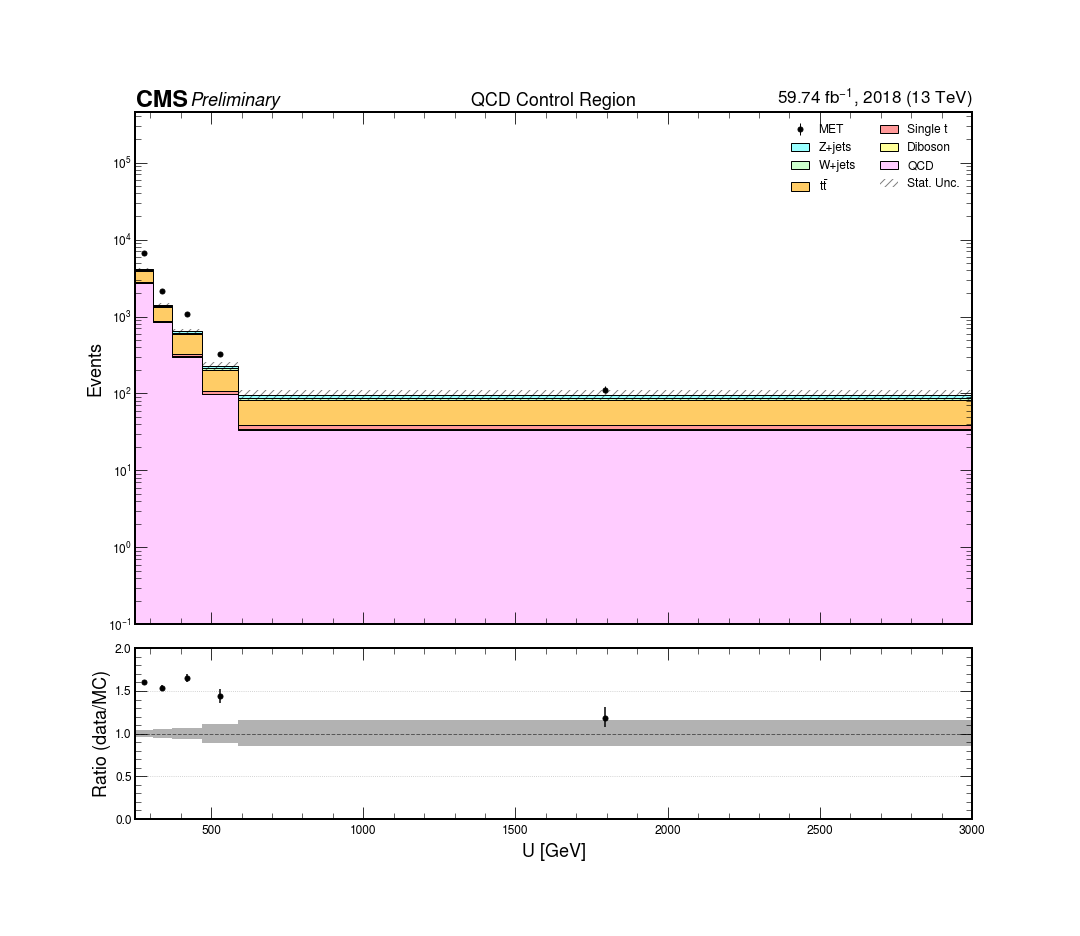 CMS Preliminary QCD Control Region 59.74 fb⁻¹, 2018 (13 TeV)
MET
Z+jets
W+jets
tt̄
Single t
Diboson
QCD
Stat. Unc.
Events
10⁵
10⁴
10³
10²
10¹
10⁰
10⁻¹
Ratio (data/MC)
2.0
1.5
1.0
0.5
0.0
500 1000 1500 2000 2500 3000
U [GeV]